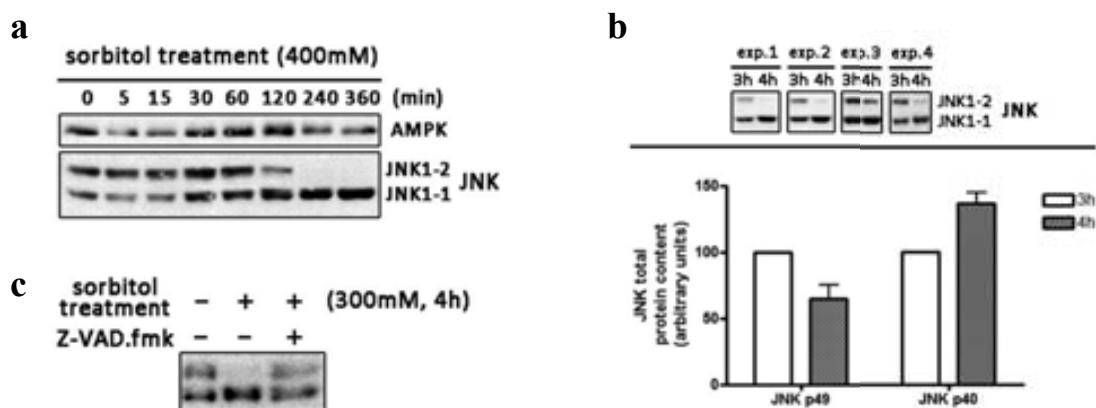 a
sorbitol treatment (400mM)
0 5 15 30 60 120 240 360 (min)
AMPK
JNK1-2
JNK1-1
JNK
b
exp.1 exp.2 exp.3 exp.4
3h 4h 3h 4h 3h 4h 3h 4h
JNK1-2
JNK1-1
JNK
150
100
50
0
JNK total
protein content
(arbitrary units)
JNK p49 JNK p40
3h
4h
c
sorbitol
treatment - + + (300mM, 4h)
Z-VAD.fmk - - +